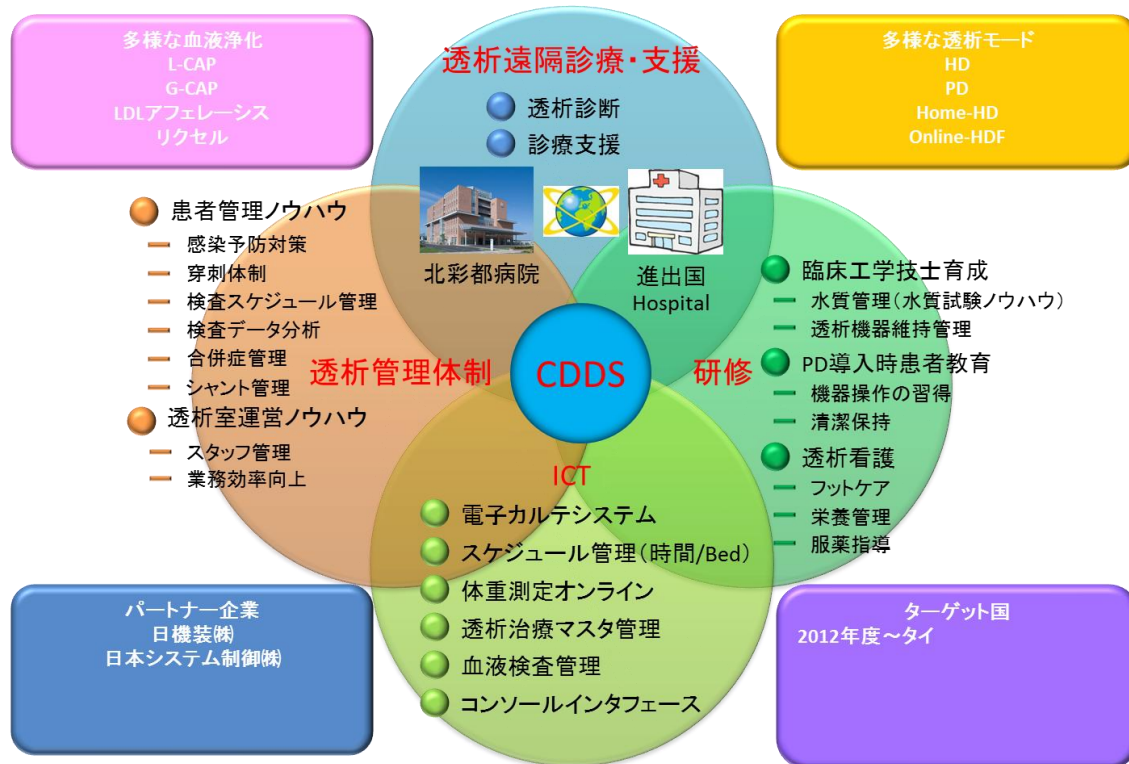 多様な血液浄化
L-CAP
G-CAP
LDLアフェレーシス
リクセル
透析遠隔診療・支援
透析診断
診療支援
北彩都病院
進出国
Hospital
多様な透析モード
HD
PD
Home-HD
Online-HDF
患者管理ノウハウ
感染予防対策
穿刺体制
検査スケジュール管理
検査データ分析
合併症管理
シャント管理
透析室運営ノウハウ
スタッフ管理
業務効率向上
透析管理体制
CDDS
研修
臨床工学技士育成
水質管理(水質試験ノウハウ)
透析機器維持管理
PD導入時患者教育
機器操作の習得
清潔保持
透析看護
フットケア
栄養管理
服薬指導
ICT
電子カルテシステム
スケジュール管理(時間/Bed)
体重測定オンライン
透析治療マスタ管理
血液検査管理
コンソールインタフェース
パートナー企業
日機装㈱
日本システム制御㈱
ターゲット国
2012年度～タイ